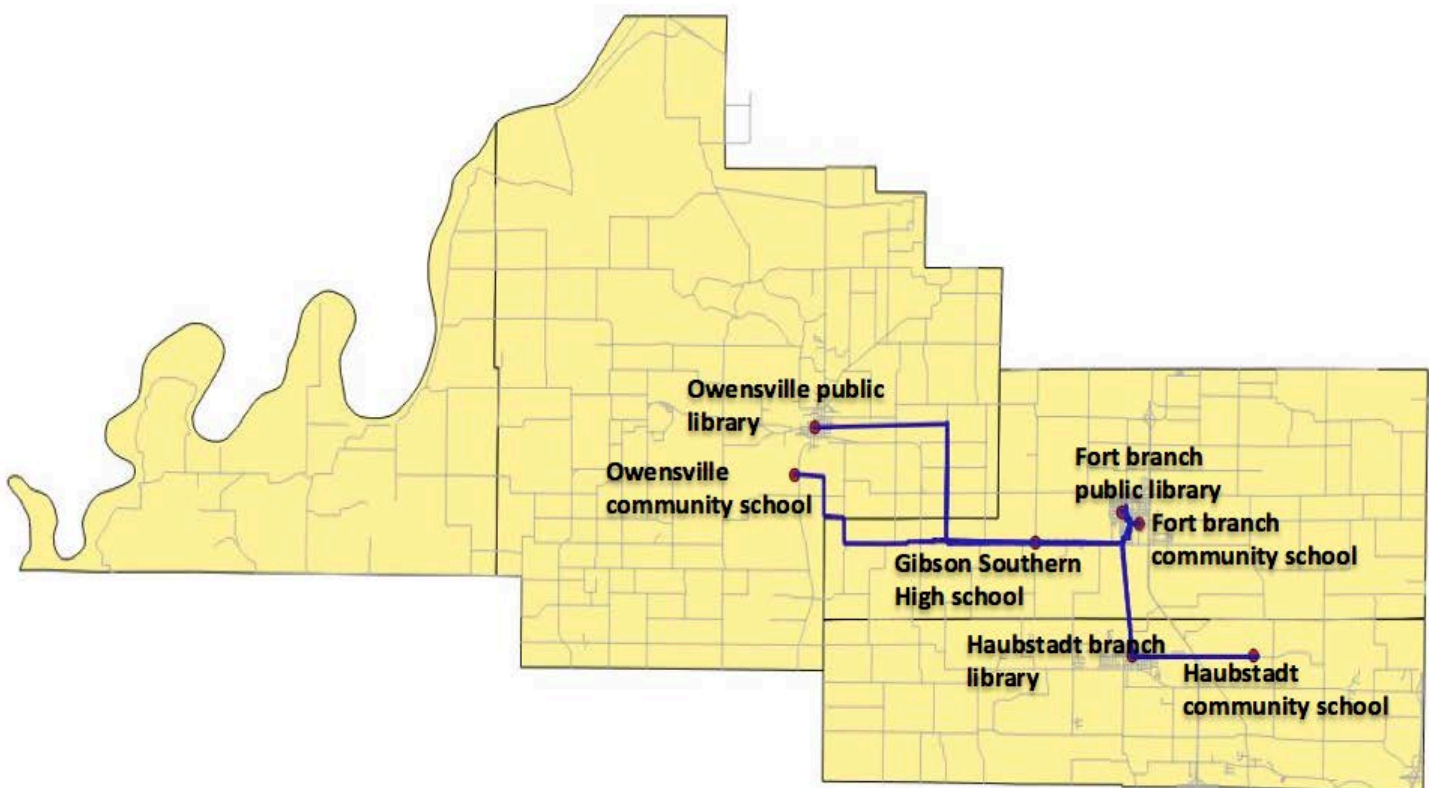 Owensville public
library
Owensville
community school
Fort branch
public library
Fort branch
community school
Gibson Southern
High school
Haubstadt branch
library
Haubstadt
community school